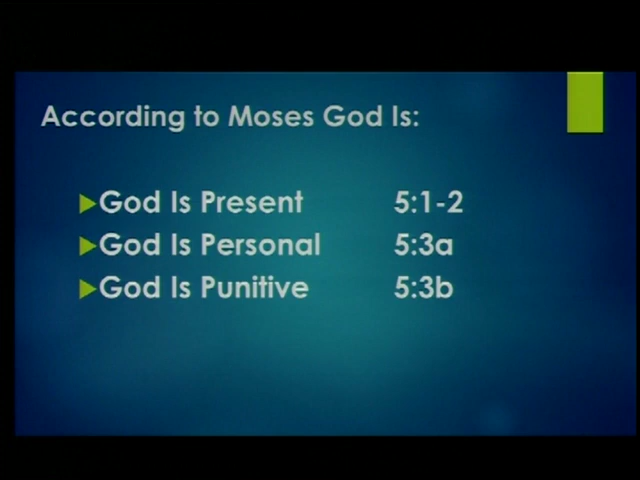 According to Moses God Is:
God Is Present 5:1-2
God Is Personal 5:3a
God Is Punitive 5:3b